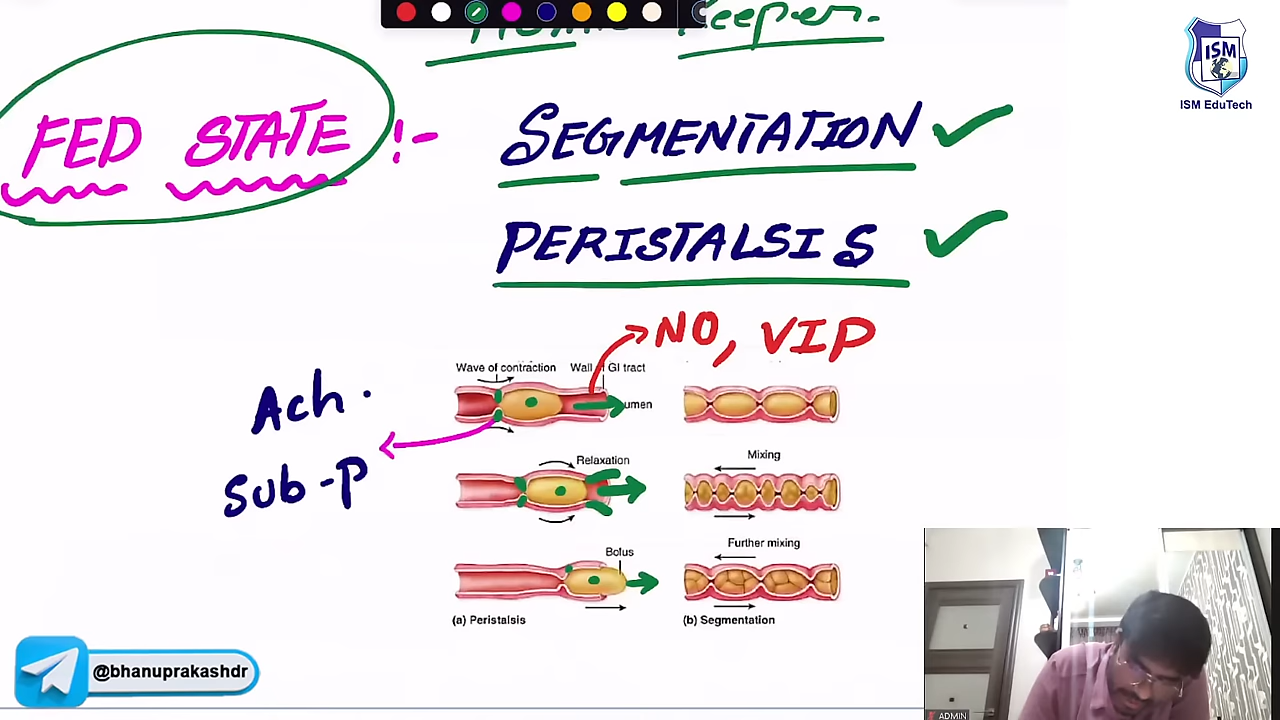 Keeper.
ISM
ISM EduTech
FED STATE :- SEGMENTATION ✓
PERISTALSIS ✓
NO, VIP
Wave of contraction
Wall GI tract
Ach.
Sub-P
umen
Relaxation
Mixing
Bolus
Further mixing
(a) Peristalsis
(b) Segmentation
@bhanuprakashdr
ADMIN